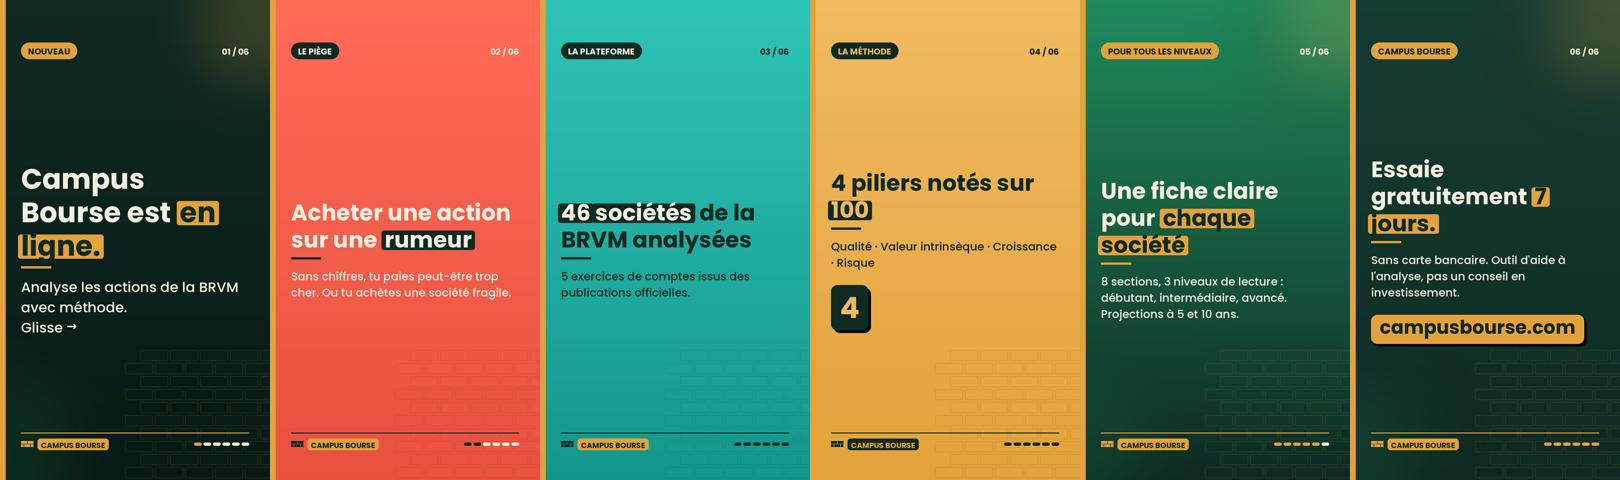 NOUVEAU
01 / 06
Campus
Bourse est en
ligne.
Analyse les actions de la BRVM
avec méthode.
Glisse →
CAMPUS BOURSE
LE PIÈGE
02 / 06
Acheter une action
sur une rumeur
Sans chiffres, tu paies peut-être trop
cher. Ou tu achètes une société fragile.
CAMPUS BOURSE
LA PLATEFORME
03 / 06
46 sociétés de la
BRVM analysées
5 exercices de comptes issus des
publications officielles.
CAMPUS BOURSE
LA MÉTHODE
04 / 06
4 piliers notés sur
100
Qualité · Valeur intrinsèque · Croissance
· Risque
4
CAMPUS BOURSE
POUR TOUS LES NIVEAUX
05 / 06
Une fiche claire
pour chaque
société
8 sections, 3 niveaux de lecture :
débutant, intermédiaire, avancé.
Projections à 5 et 10 ans.
CAMPUS BOURSE
CAMPUS BOURSE
06 / 06
Essaie
gratuitement 7
jours.
Sans carte bancaire. Outil d'aide à
l'analyse, pas un conseil en
investissement.
campusbourse.com
CAMPUS BOURSE